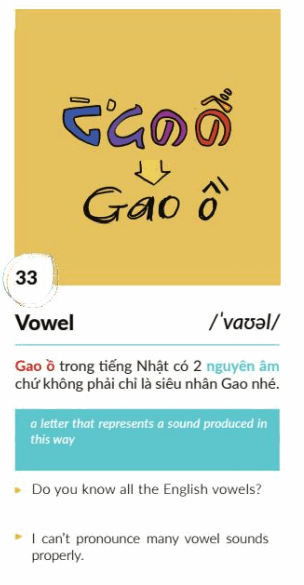 Gao ồ
33
Vowel /ˈvaʊəl/
Gao ồ trong tiếng Nhật có 2 nguyên âm
chứ không phải chỉ là siêu nhân Gao nhé.
a letter that represents a sound produced in
this way
Do you know all the English vowels?
I can't pronounce many vowel sounds
properly.